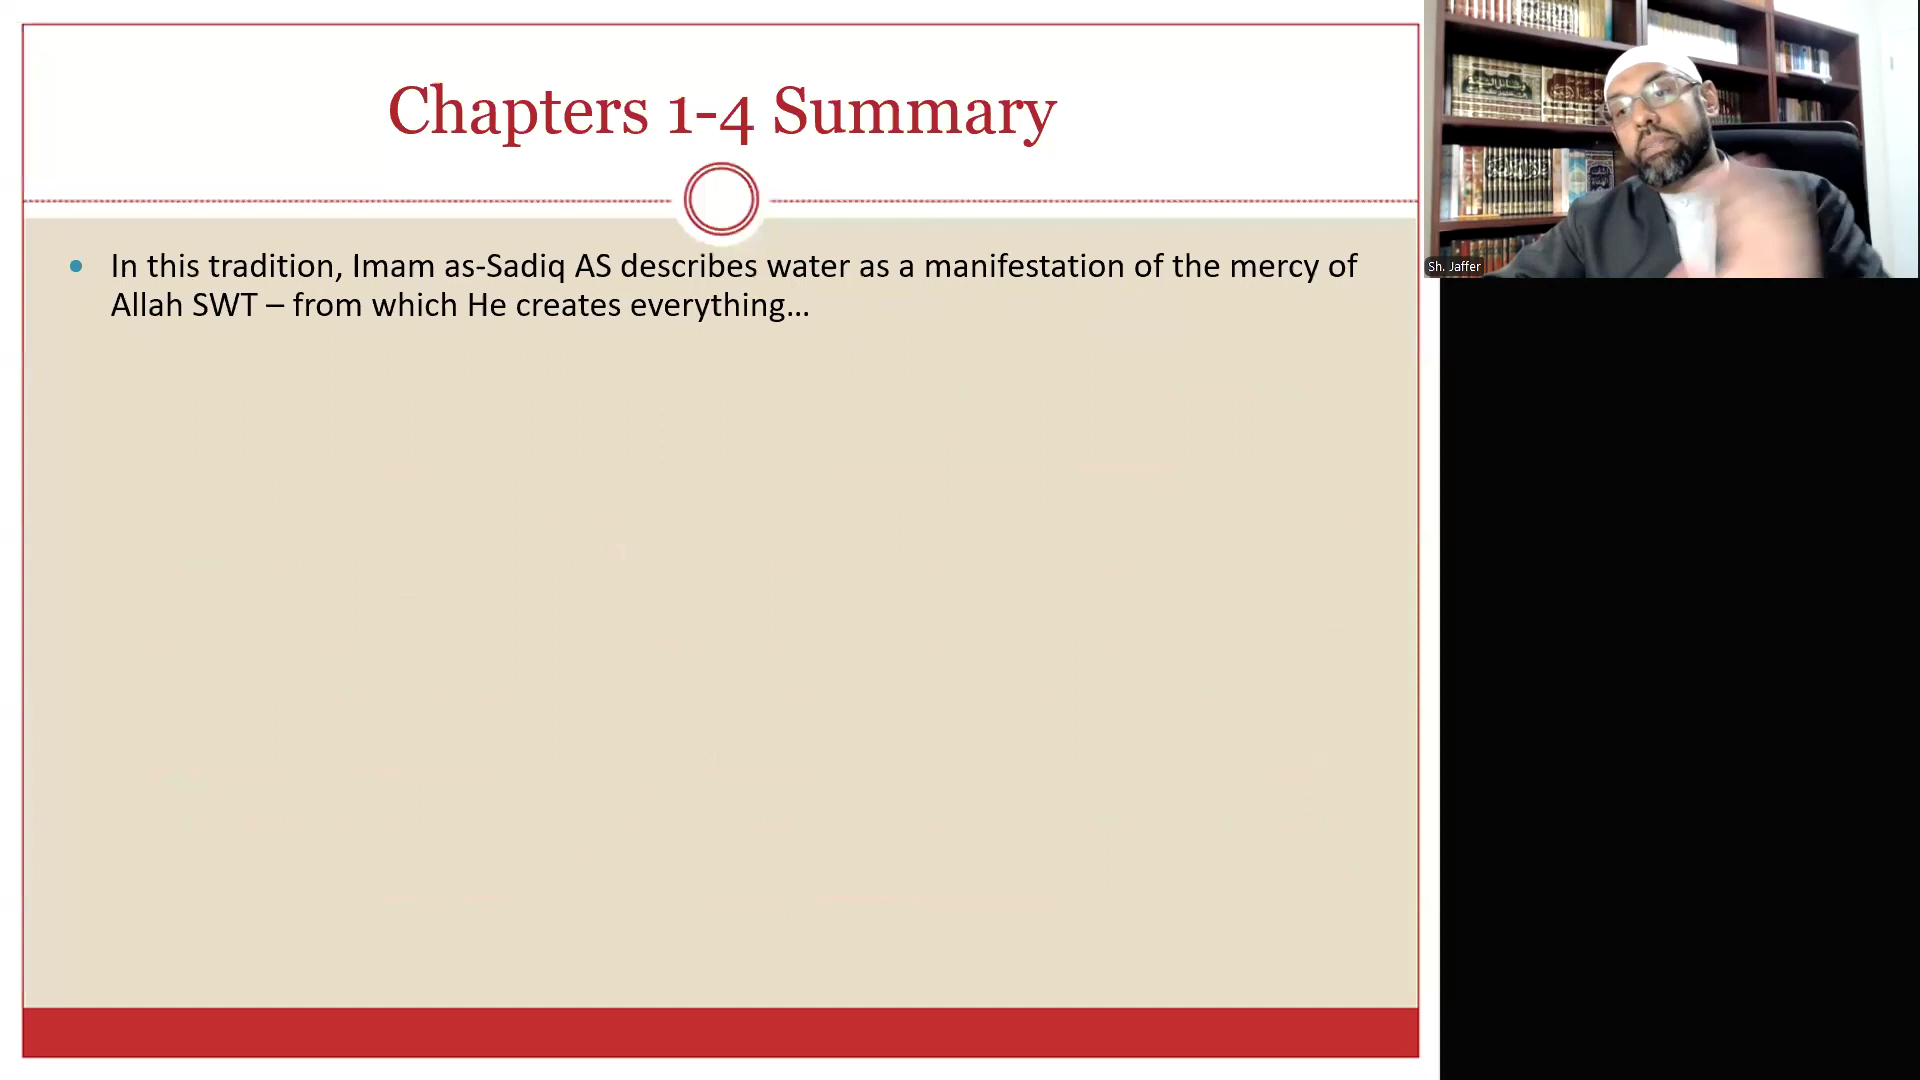 Chapters 1-4 Summary
In this tradition, Imam as-Sadiq AS describes water as a manifestation of the mercy of
Allah SWT – from which He creates everything…
Sh. Jaffer